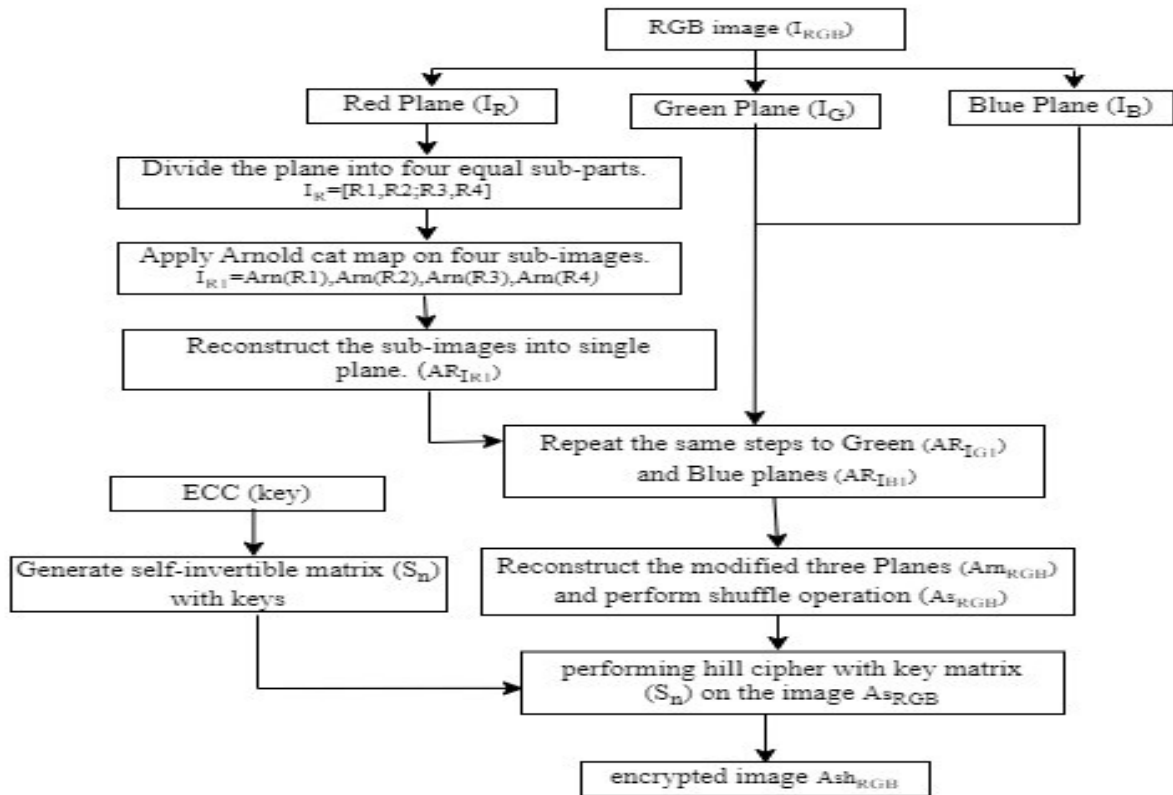 RGB image (I_RGB)
Red Plane (I_R)
Green Plane (I_G)
Blue Plane (I_B)
Divide the plane into four equal sub-parts.
I_R=[R1,R2;R3,R4]
Apply Arnold cat map on four sub-images.
I_R1=Arn(R1),Arn(R2),Arn(R3),Arn(R4)
Reconstruct the sub-images into single
plane. (AR_IR1)
Repeat the same steps to Green (AR_IG1)
and Blue planes (AR_IB1)
ECC (key)
Generate self-invertible matrix (S_n)
with keys
Reconstruct the modified three Planes (Arn_RGB)
and perform shuffle operation (As_RGB)
performing hill cipher with key matrix
(S_n) on the image As_RGB
encrypted image Ash_RGB